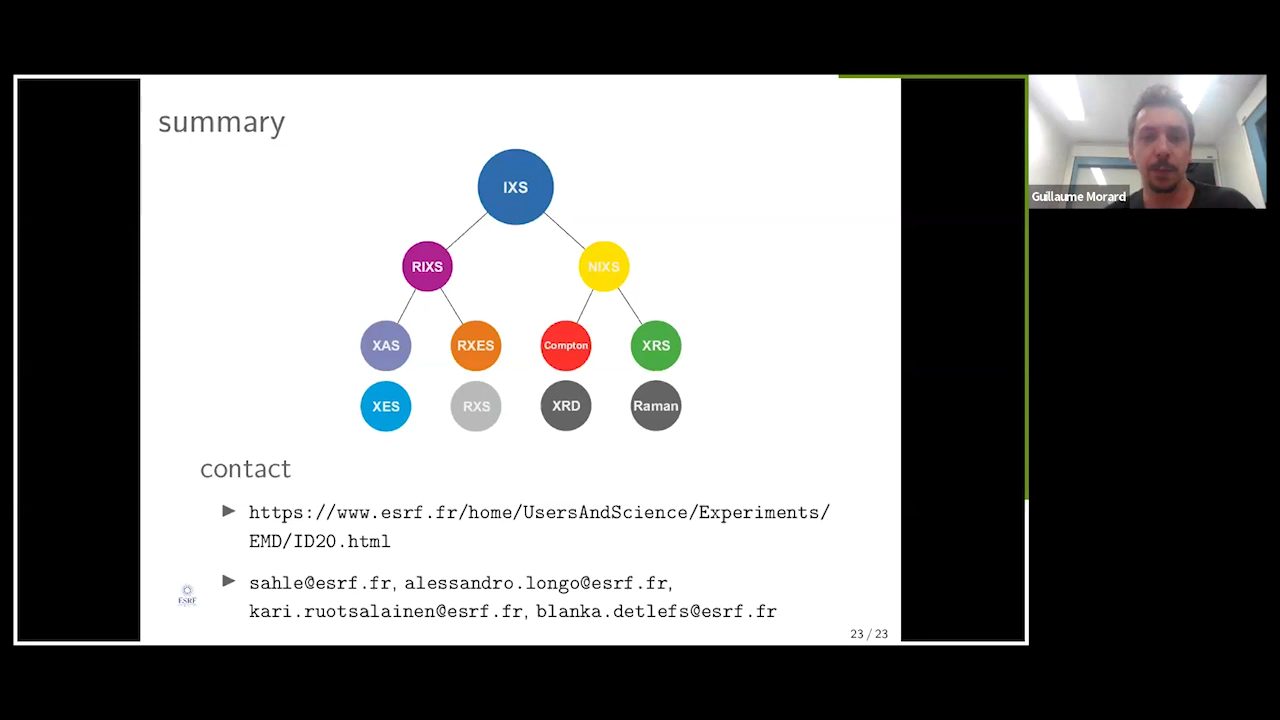 summary
IXS
RIXS
NIXS
XAS
RXES
Compton
XRS
XES
RXS
XRD
Raman
contact
https://www.esrf.fr/home/UsersAndScience/Experiments/
EMD/ID20.html
sahle@esrf.fr, alessandro.longo@esrf.fr,
kari.ruotsalainen@esrf.fr, blanka.detlefs@esrf.fr
ESRF
23 / 23
Guillaume Morard